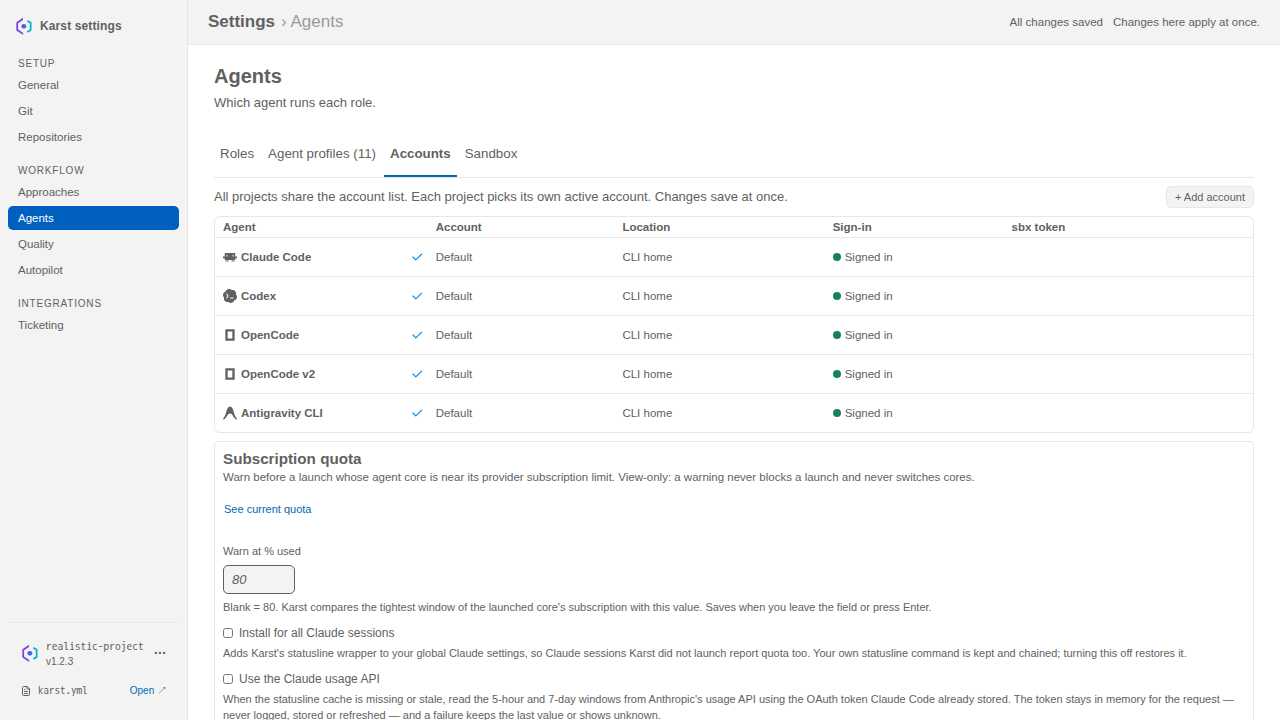 Karst settings
SETUP
General
Git
Repositories
WORKFLOW
Approaches
Agents
Quality
Autopilot
INTEGRATIONS
Ticketing
realistic-project
v1.2.3
karst.yml
Open ↗
Settings › Agents
All changes saved Changes here apply at once.
Agents
Which agent runs each role.
Roles Agent profiles (11) Accounts Sandbox
All projects share the account list. Each project picks its own active account. Changes save at once.
+ Add account
Agent Account Location Sign-in sbx token
Claude Code Default CLI home Signed in
Codex Default CLI home Signed in
OpenCode Default CLI home Signed in
OpenCode v2 Default CLI home Signed in
Antigravity CLI Default CLI home Signed in
Subscription quota
Warn before a launch whose agent core is near its provider subscription limit. View-only: a warning never blocks a launch and never switches cores.
See current quota
Warn at % used
80
Blank = 80. Karst compares the tightest window of the launched core's subscription with this value. Saves when you leave the field or press Enter.
Install for all Claude sessions
Adds Karst's statusline wrapper to your global Claude settings, so Claude sessions Karst did not launch report quota too. Your own statusline command is kept and chained; turning this off restores it.
Use the Claude usage API
When the statusline cache is missing or stale, read the 5-hour and 7-day windows from Anthropic's usage API using the OAuth token Claude Code already stored. The token stays in memory for the request —
never logged, stored or refreshed — and a failure keeps the last value or shows unknown.